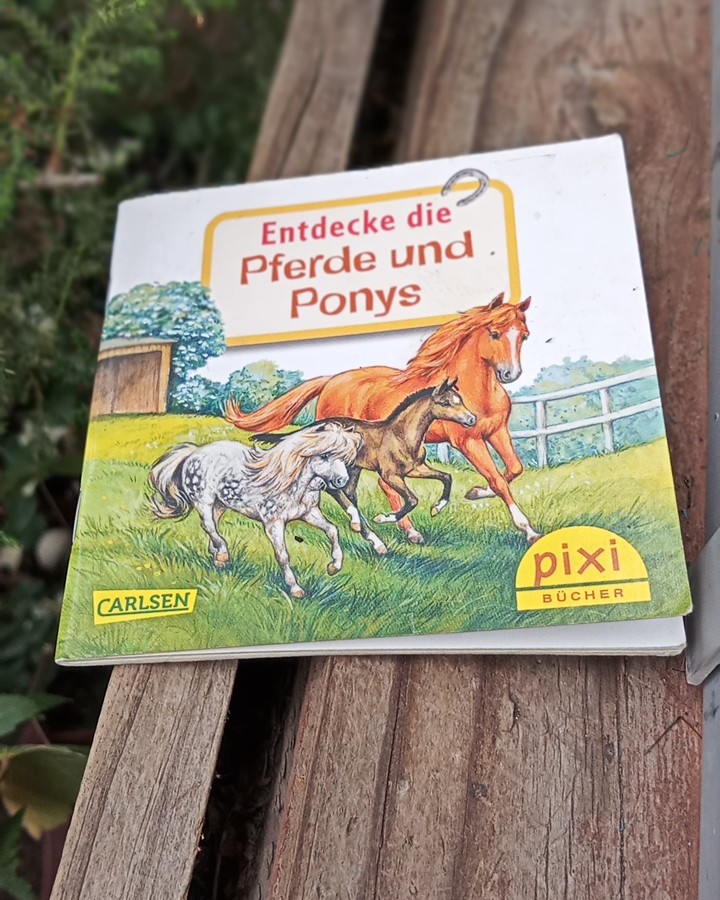 Entdecke die
Pferde und
Ponys
CARLSEN
pixi
BÜCHER